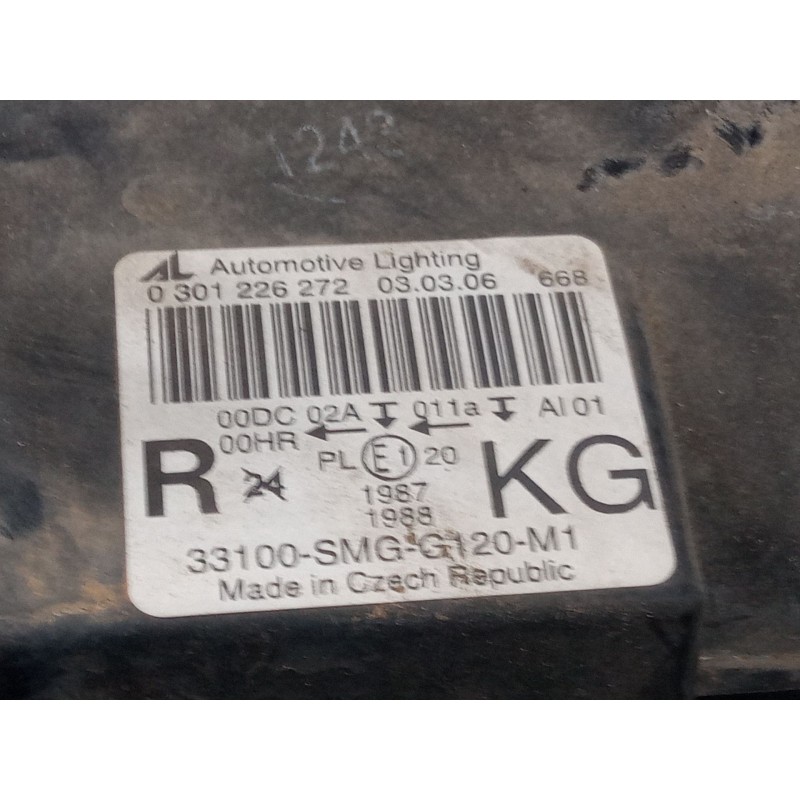 1243
AL Automotive Lighting
0 301 226 272 03.03.06 668
00DC 02A 011a AI 01
00HR
R 24 PL E1 20 KG
1987
1988
33100-SMG-G120-M1
Made in Czech Republic